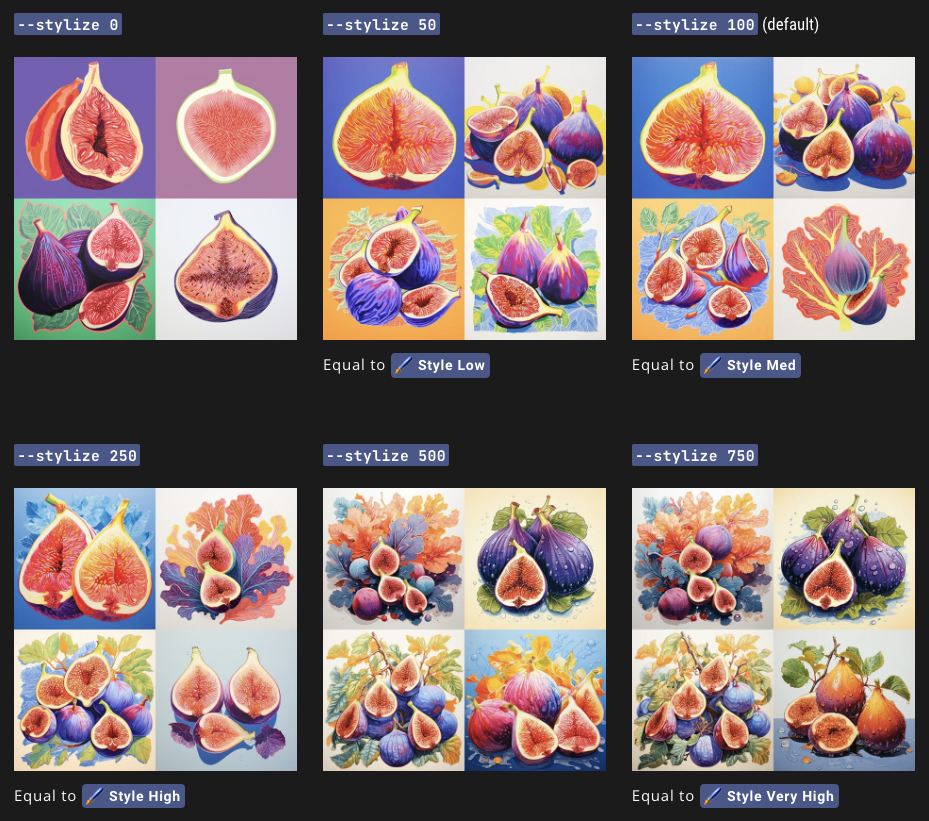 --stylize 0
--stylize 50
--stylize 100 (default)
Equal to Style Low
Equal to Style Med
--stylize 250
--stylize 500
--stylize 750
Equal to Style High
Equal to Style Very High